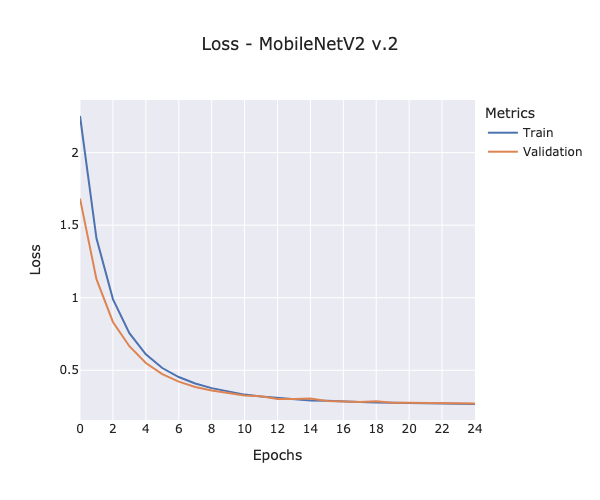 Loss - MobileNetV2 v.2
Metrics
Train
Validation
Loss
2
1.5
1
0.5
0 2 4 6 8 10 12 14 16 18 20 22 24
Epochs